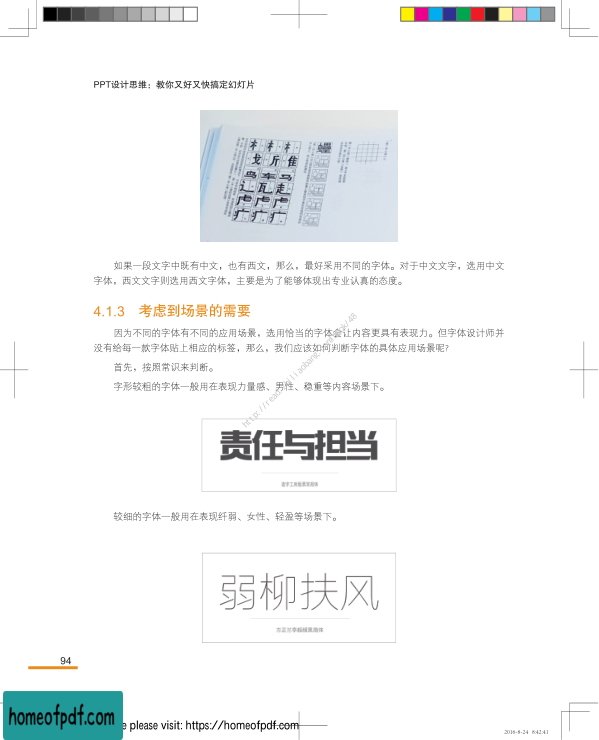 PPT设计思维：教你又好又快搞定幻灯片
如果一段文字中既有中文，也有西文，那么，最好采用不同的字体。对于中文文字，选用中文
字体，西文文字则选用西文字体，主要是为了能够体现出专业认真的态度。
4.1.3 考虑到场景的需要
因为不同的字体有不同的应用场景，选用恰当的字体会让内容更具有表现力。但字体设计师并
没有给每一款字体贴上相应的标签，那么，我们应该如何判断字体的具体应用场景呢?
首先，按照常识来判断。
字形较粗的字体一般用在表现力量感、男性、稳重等内容场景下。
责任与担当
较细的字体一般用在表现纤弱、女性、轻盈等场景下。
弱柳扶风
方正兰亭超细黑简体
94
homeofpdf.com
e please visit: https://homeofpdf.com
2016-8-24 8:42:41